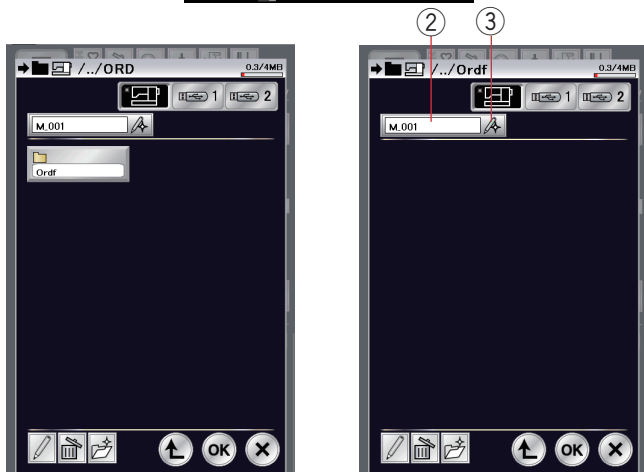 ② ③
/../ORD 0.3/4MB
1 2
M_001
Ordf
OK
/../Ordf 0.3/4MB
1 2
M_001
OK